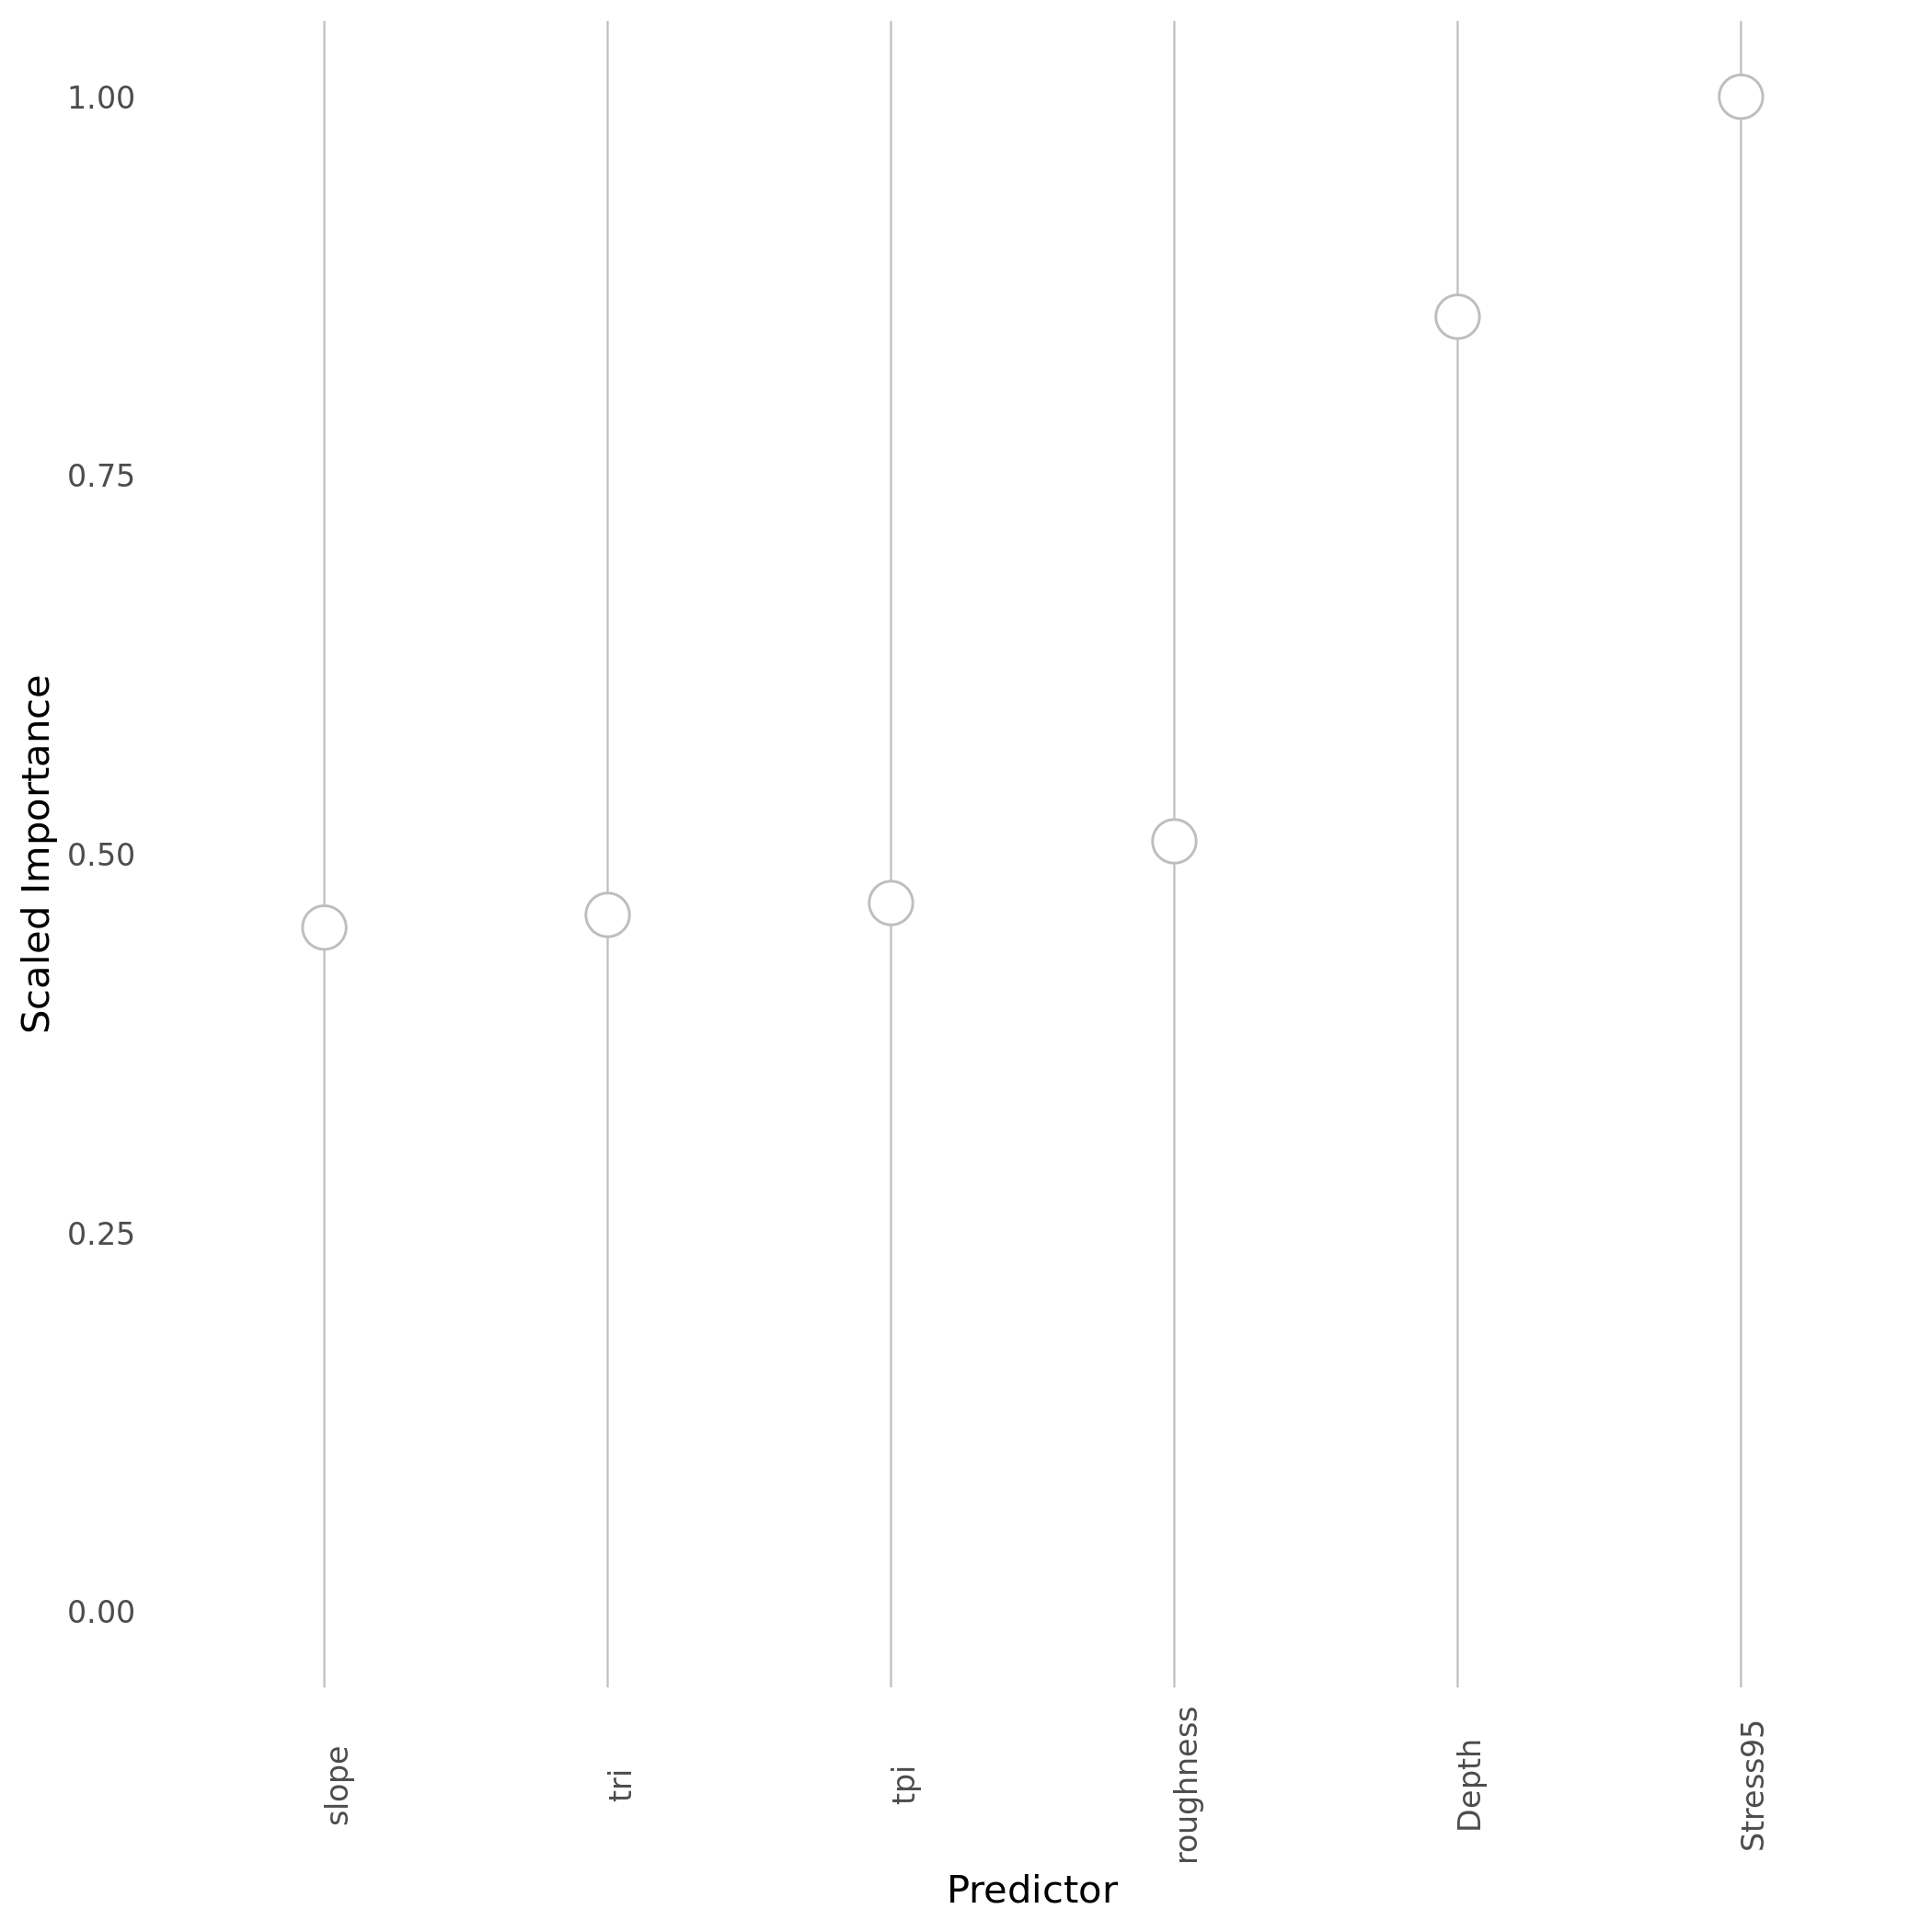 1.00
0.75
0.50
0.25
0.00
Scaled Importance
slope
tri
tpi
roughness
Depth
Stress95
Predictor